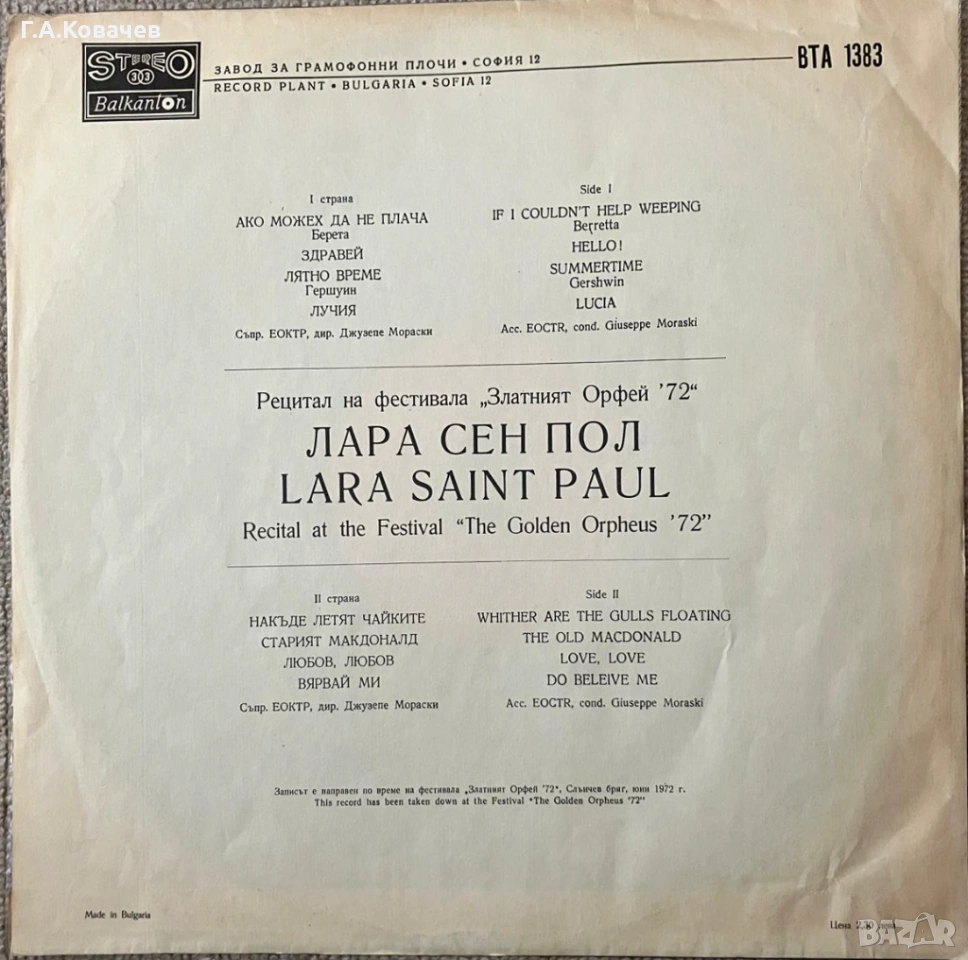 Г.А.Ковачев
STEREO
303
Balkanton
ЗАВОД ЗА ГРАМОФОННИ ПЛОЧИ • СОФИЯ 12
RECORD PLANT • BULGARIA • SOFIA 12
ВТА 1383
I страна
АКО МОЖЕХ ДА НЕ ПЛАЧА
Берета
ЗДРАВЕЙ
ЛЯТНО ВРЕМЕ
Гершуин
ЛУЧИЯ
Съпр. ЕОКТР, дир. Джузепе Мораски
Side I
IF I COULDN'T HELP WEEPING
Berretta
HELLO!
SUMMERTIME
Gershwin
LUCIA
Acc. EOCTR, cond. Giuseppe Moraski
Рецитал на фестивала „Златният Орфей '72“
ЛАРА СЕН ПОЛ
LARA SAINT PAUL
Recital at the Festival “The Golden Orpheus '72”
II страна
НАКЪДЕ ЛЕТЯТ ЧАЙКИТЕ
СТАРИЯТ МАКДОНАЛД
ЛЮБОВ, ЛЮБОВ
ВЯРВАЙ МИ
Съпр. ЕОКТР, дир. Джузепе Мораски
Side II
WHITHER ARE THE GULLS FLOATING
THE OLD MACDONALD
LOVE, LOVE
DO BELEIVE ME
Acc. EOCTR, cond. Giuseppe Moraski
Записът е направен по време на фестивала „Златният Орфей '72“, Слънчев бряг, юни 1972 г.
This record has been taken down at the Festival “The Golden Orpheus '72”
Made in Bulgaria
Цена
BAZAR